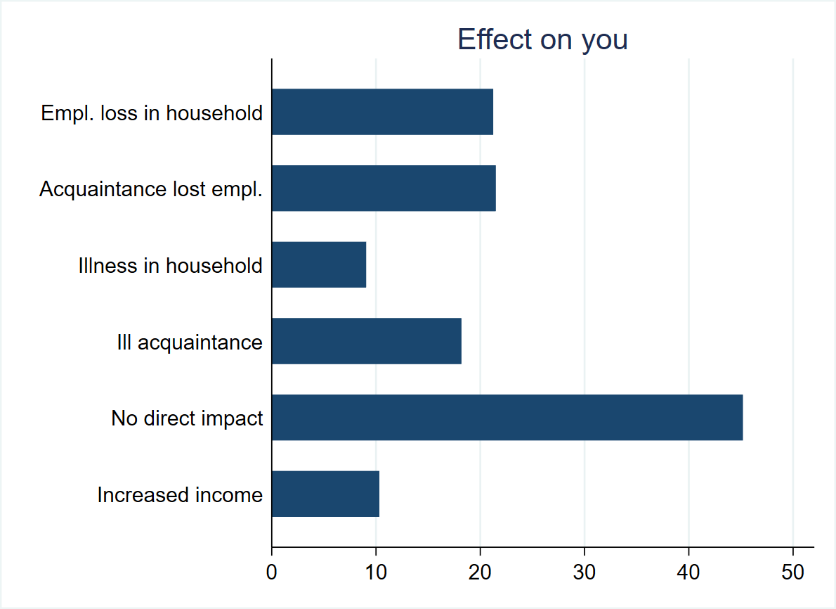 Effect on you
Empl. loss in household
Acquaintance lost empl.
Illness in household
Ill acquaintance
No direct impact
Increased income
0 10 20 30 40 50